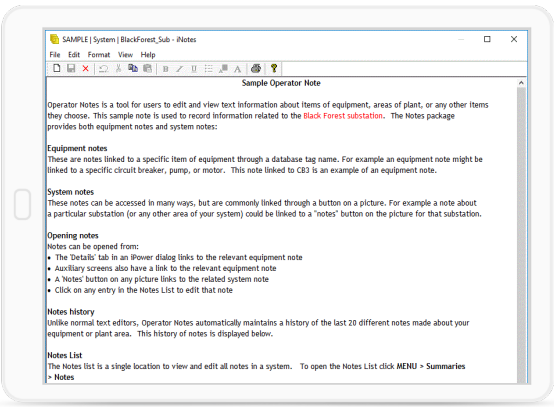 SAMPLE | System | BlackForest_Sub - iNotes
File Edit Format View Help
B I U A
Sample Operator Note
Operator Notes is a tool for users to edit and view text information about items of equipment, areas of plant, or any other items
they choose. This sample note is used to record information related to the Black Forest substation. The Notes package
provides both equipment notes and system notes:
Equipment notes
These are notes linked to a specific item of equipment through a database tag name. For example an equipment note might be
linked to a specific circuit breaker, pump, or motor. This note linked to CB3 is an example of an equipment note.
System notes
These notes can be accessed in many ways, but are commonly linked through a button on a picture. For example a note about
a particular substation (or any other area of your system) could be linked to a "notes" button on the picture for that substation.
Opening notes
Notes can be opened from:
• The 'Details' tab in an iPower dialog links to the relevant equipment note
• Auxiliary screens also have a link to the relevant equipment note
• A 'Notes' button on any picture links to the related system note
• Click on any entry in the Notes List to edit that note
Notes history
Unlike normal text editors, Operator Notes automatically maintains a history of the last 20 different notes made about your
equipment or plant area. This history of notes is displayed below.
Notes List
The Notes list is a single location to view and edit all notes in a system. To open the Notes List click MENU > Summaries
> Notes